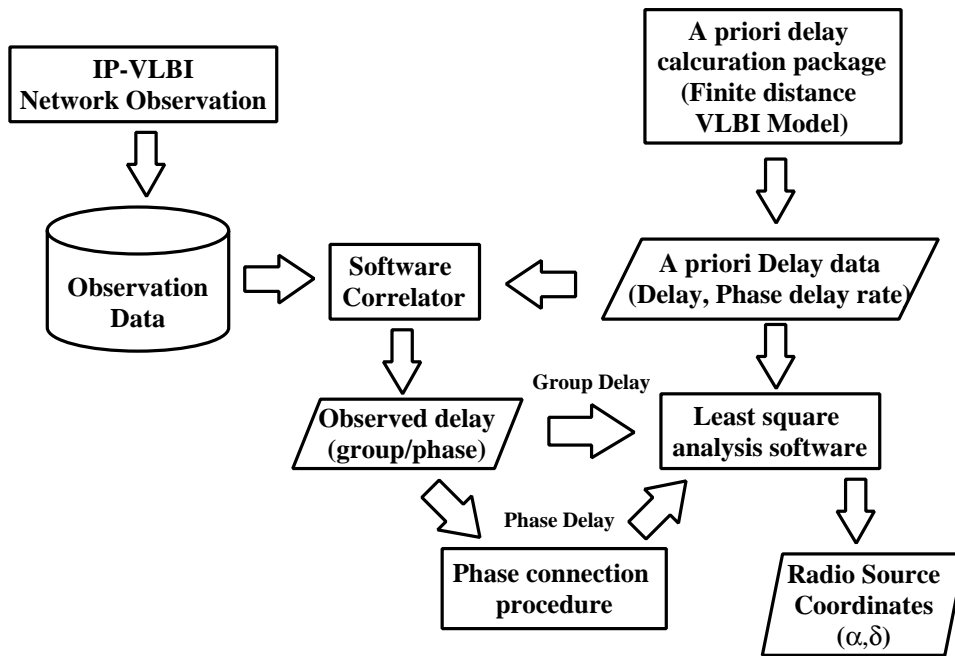 IP-VLBI
Network Observation
A priori delay
calcuration package
(Finite distance
VLBI Model)
Observation
Data
Software
Correlator
A priori Delay data
(Delay, Phase delay rate)
Group Delay
Observed delay
(group/phase)
Least square
analysis software
Phase Delay
Phase connection
procedure
Radio Source
Coordinates
(α,δ)